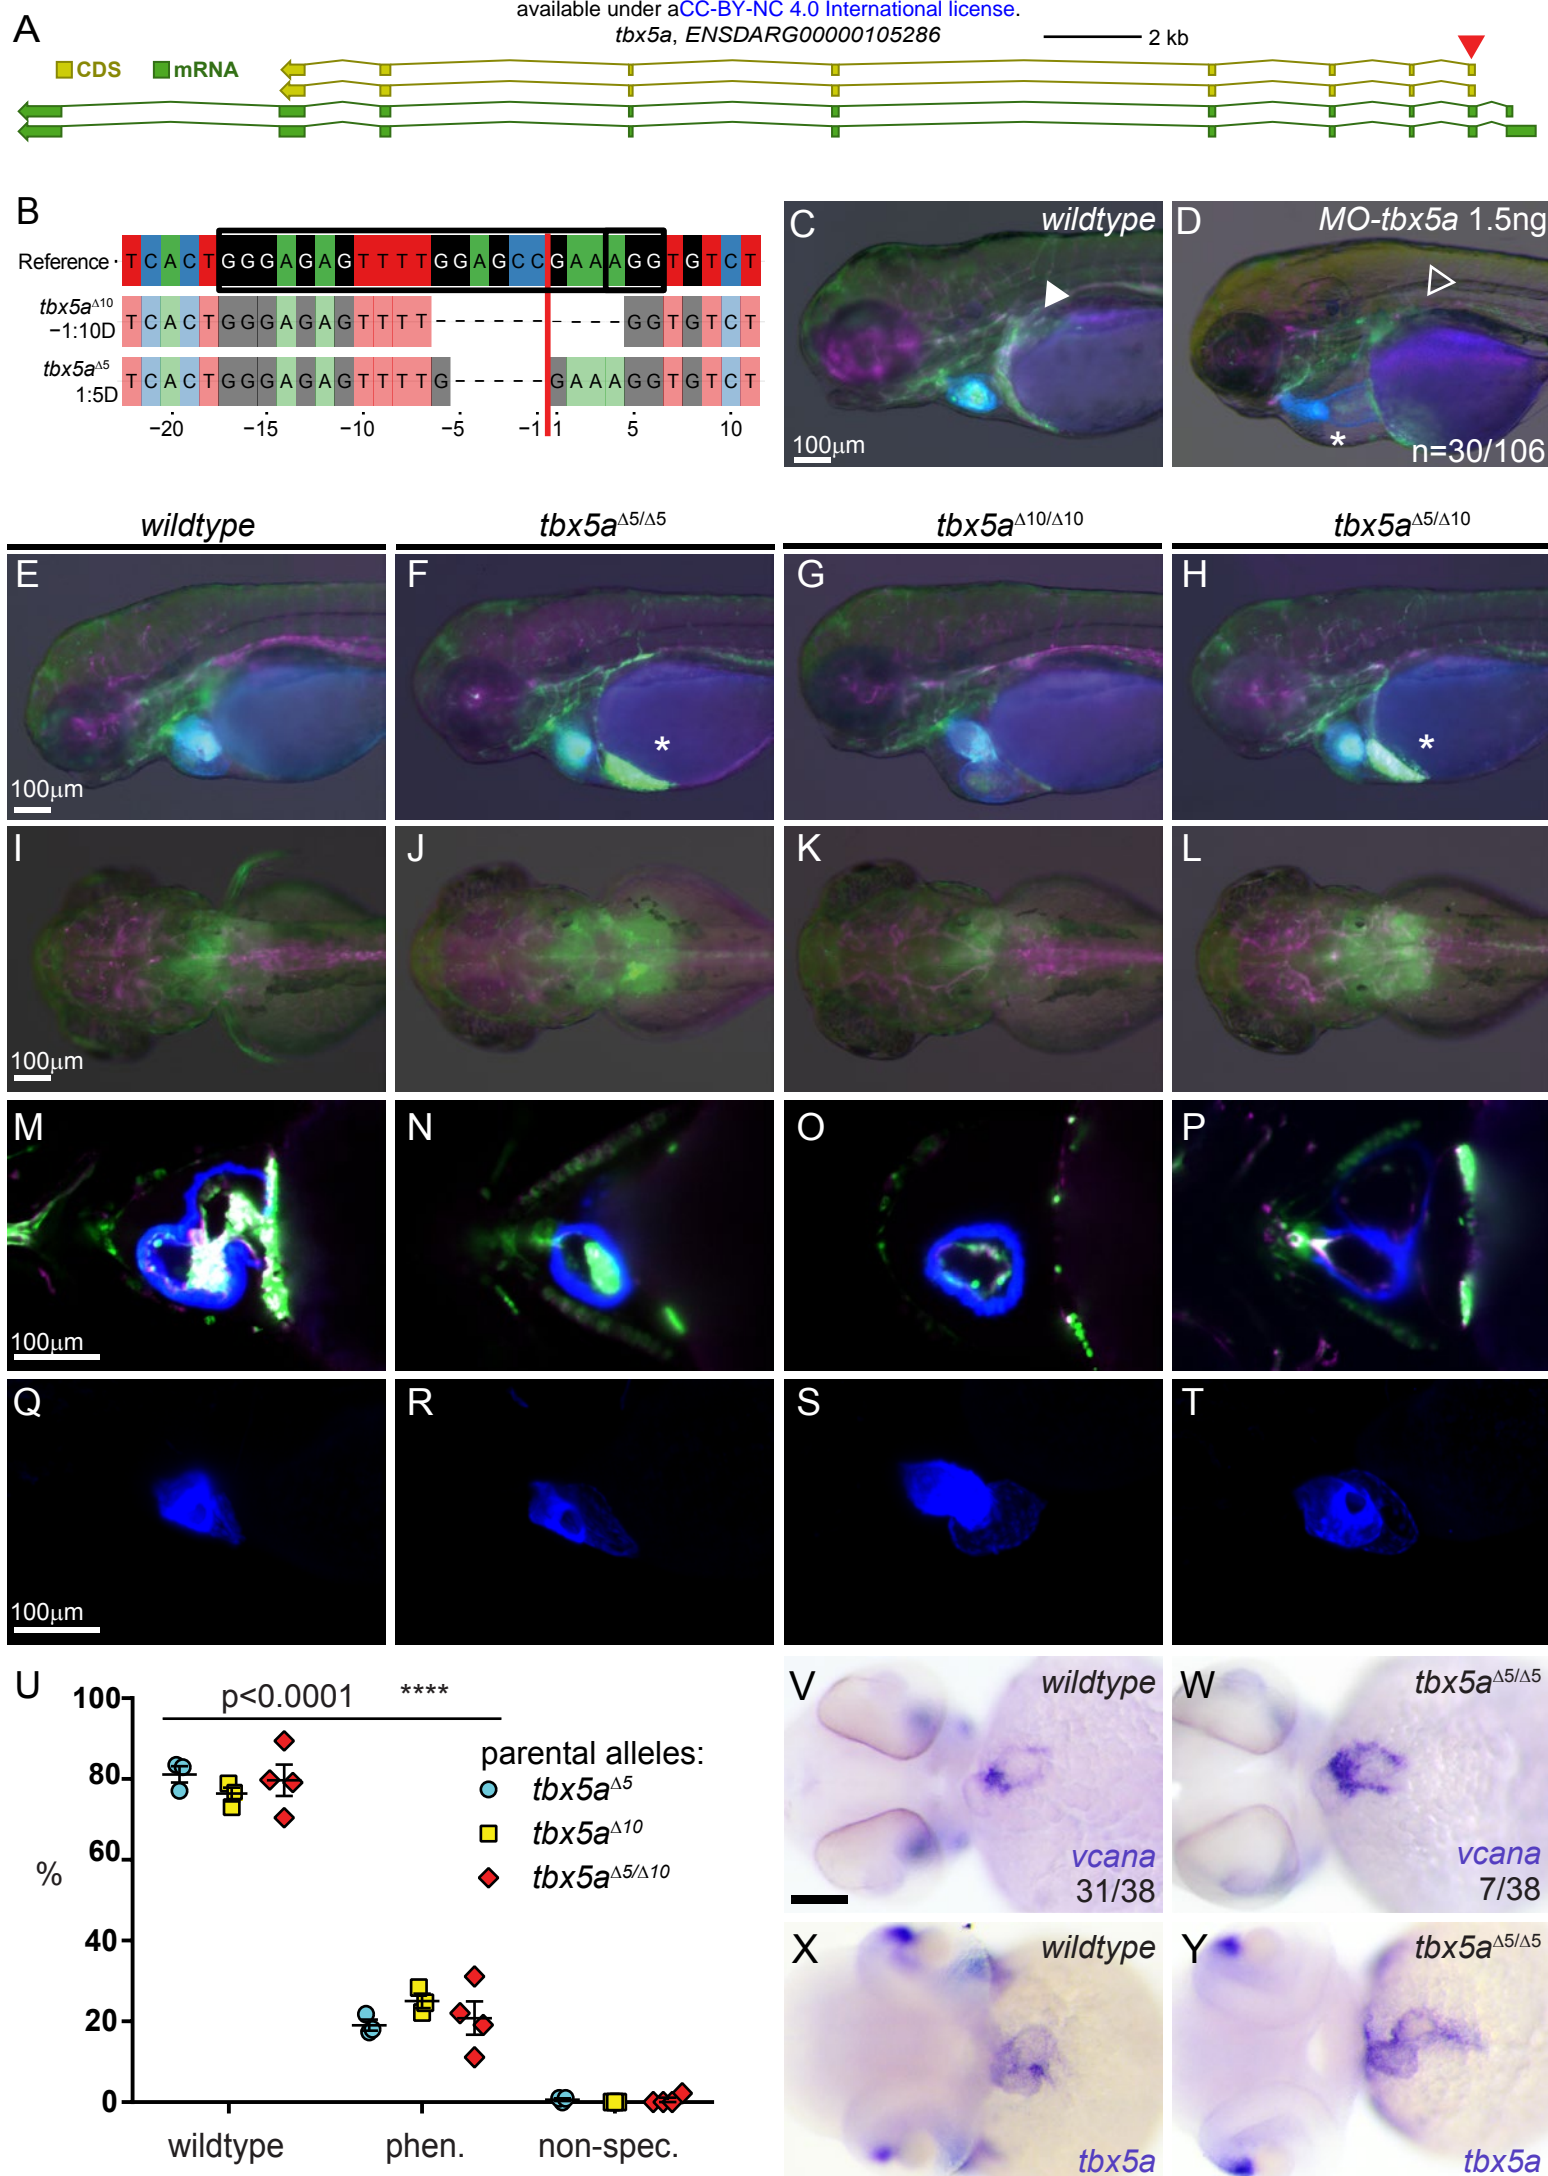 available under aCC-BY-NC 4.0 International license.
A
tbx5a, ENSDARG00000105286
2 kb
CDS
mRNA
B
Reference
TCACTGGGAGAGTTTTGGAGCCGAAAGGTGTCT
tbx5aΔ10
−1:10D
TCACTGGGAGAGTTTT----------GGTGTCT
tbx5aΔ5
1:5D
TCACTGGGAGAGTTTTG-----GAAAGGTGTCT
−20 −15 −10 −5 −1 1 5 10
C
wildtype
100μm
D
MO-tbx5a 1.5ng
*
n=30/106
wildtype
tbx5aΔ5/Δ5
tbx5aΔ10/Δ10
tbx5aΔ5/Δ10
E
100μm
F
*
G
H
*
I
100μm
J
K
L
M
100μm
N
O
P
Q
100μm
R
S
T
U
p<0.0001 ****
100
80
60
40
20
0
%
parental alleles:
tbx5aΔ5
tbx5aΔ10
tbx5aΔ5/Δ10
wildtype
phen.
non-spec.
V
wildtype
vcana
31/38
W
tbx5aΔ5/Δ5
vcana
7/38
X
wildtype
tbx5a
Y
tbx5aΔ5/Δ5
tbx5a